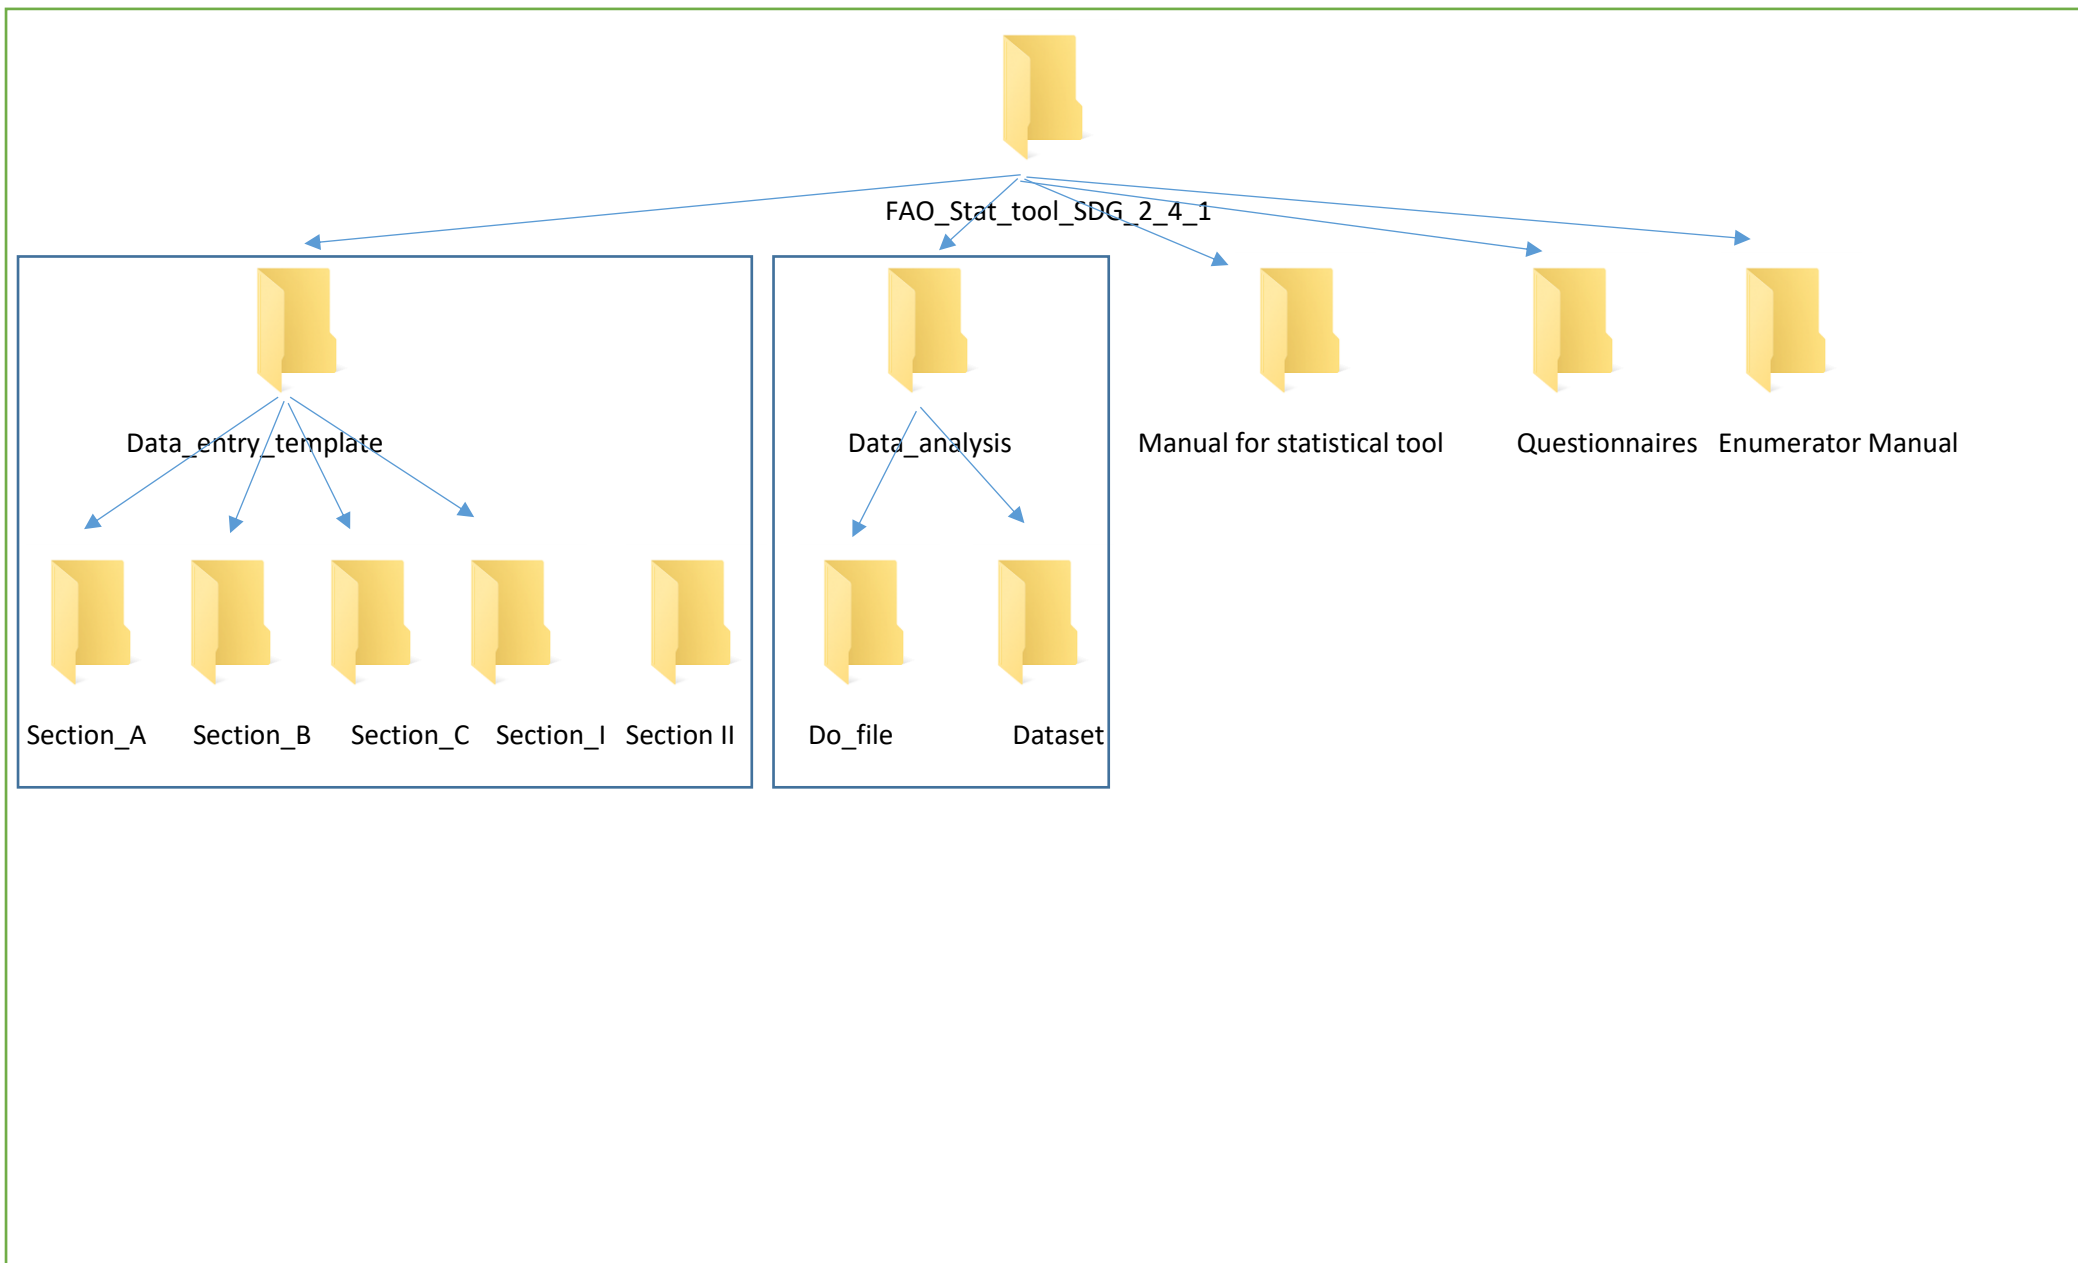 FAO_Stat_tool_SDG_2_4_1
Data_entry_template
Data_analysis
Manual for statistical tool
Questionnaires
Enumerator Manual
Section_A
Section_B
Section_C
Section_I
Section II
Do_file
Dataset